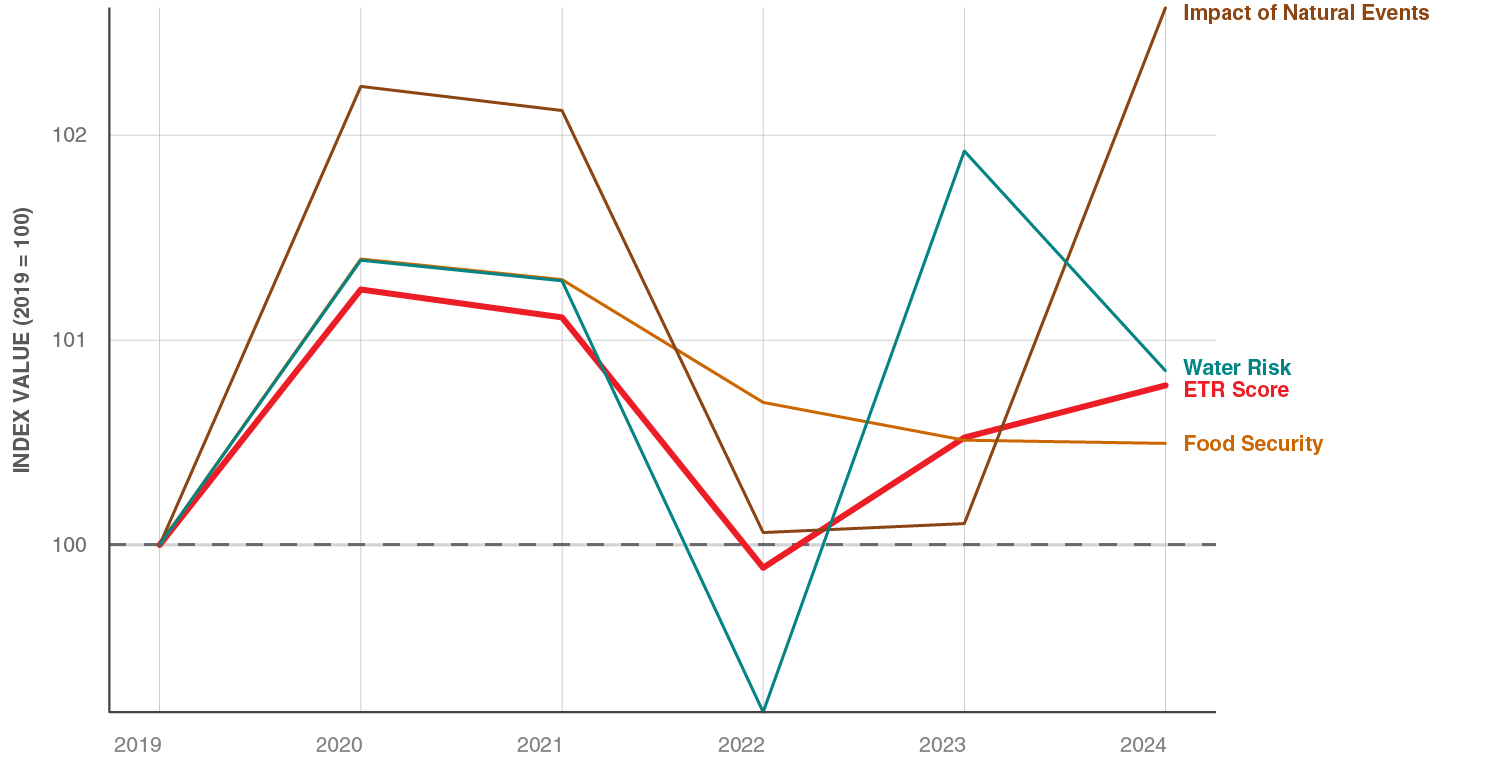 Impact of Natural Events
102
INDEX VALUE (2019 = 100)
101
Water Risk
ETR Score
Food Security
100
2019 2020 2021 2022 2023 2024